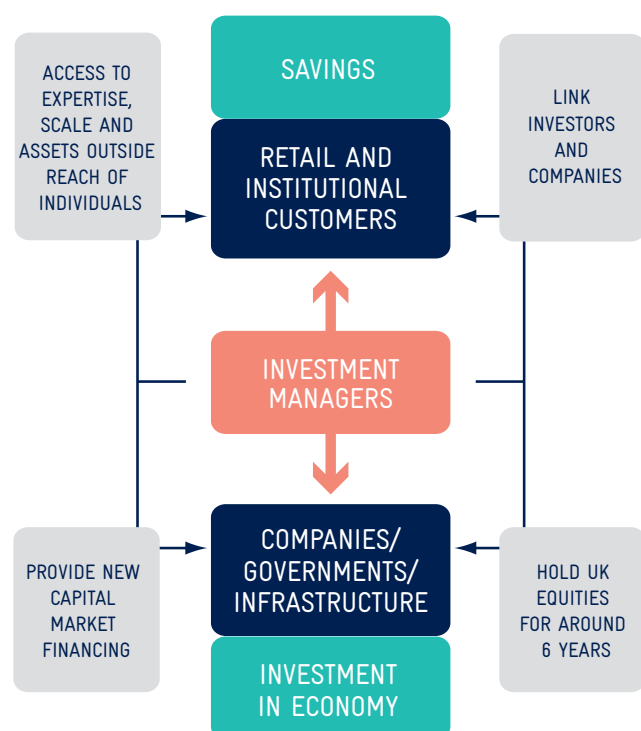 SAVINGS
ACCESS TO
EXPERTISE,
SCALE AND
ASSETS OUTSIDE
REACH OF
INDIVIDUALS
RETAIL AND
INSTITUTIONAL
CUSTOMERS
LINK
INVESTORS
AND
COMPANIES
INVESTMENT
MANAGERS
PROVIDE NEW
CAPITAL
MARKET
FINANCING
COMPANIES/
GOVERNMENTS/
INFRASTRUCTURE
HOLD UK
EQUITIES
FOR AROUND
6 YEARS
INVESTMENT
IN ECONOMY